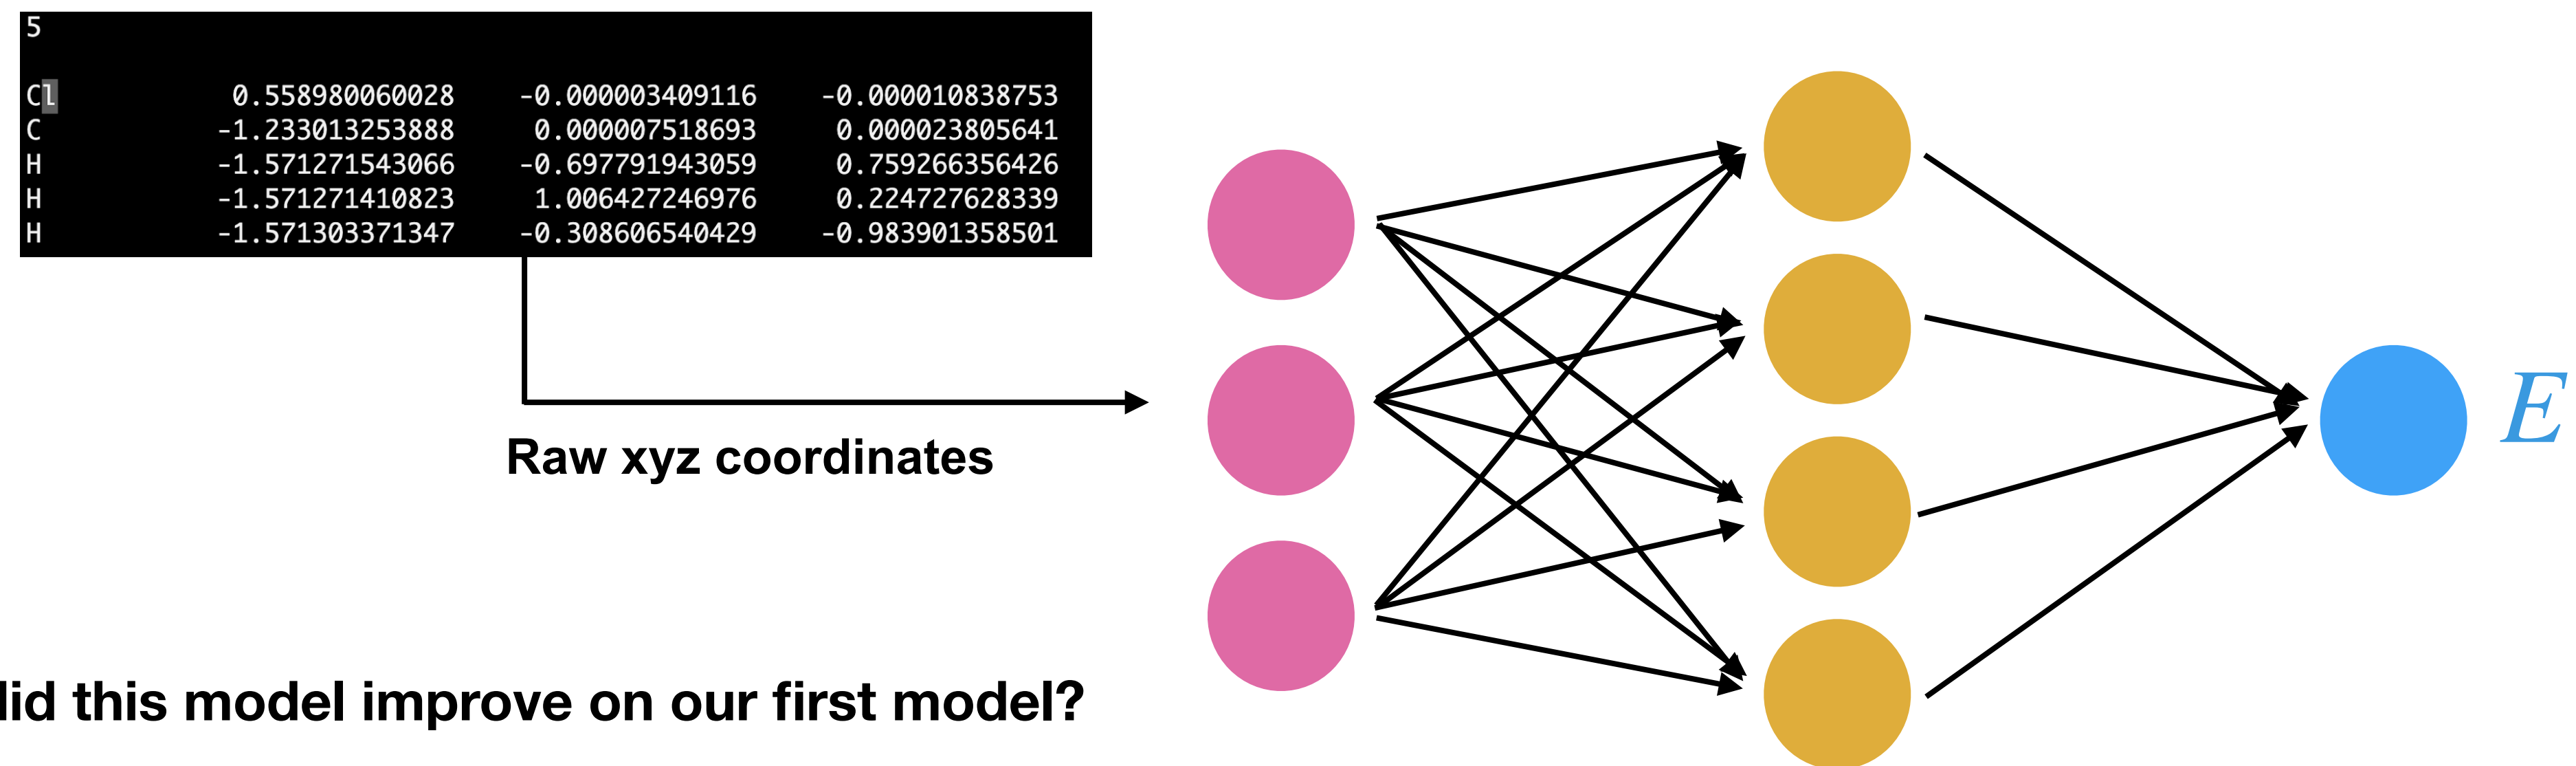 5
Cl 0.558980060028 -0.000003409116 -0.000010838753
C -1.233013253888 0.000007518693 0.000023805641
H -1.571271543066 -0.697791943059 0.759266356426
H -1.571271410823 1.006427246976 0.224727628339
H -1.571303371347 -0.308606540429 -0.983901358501
Raw xyz coordinates
E
did this model improve on our first model?